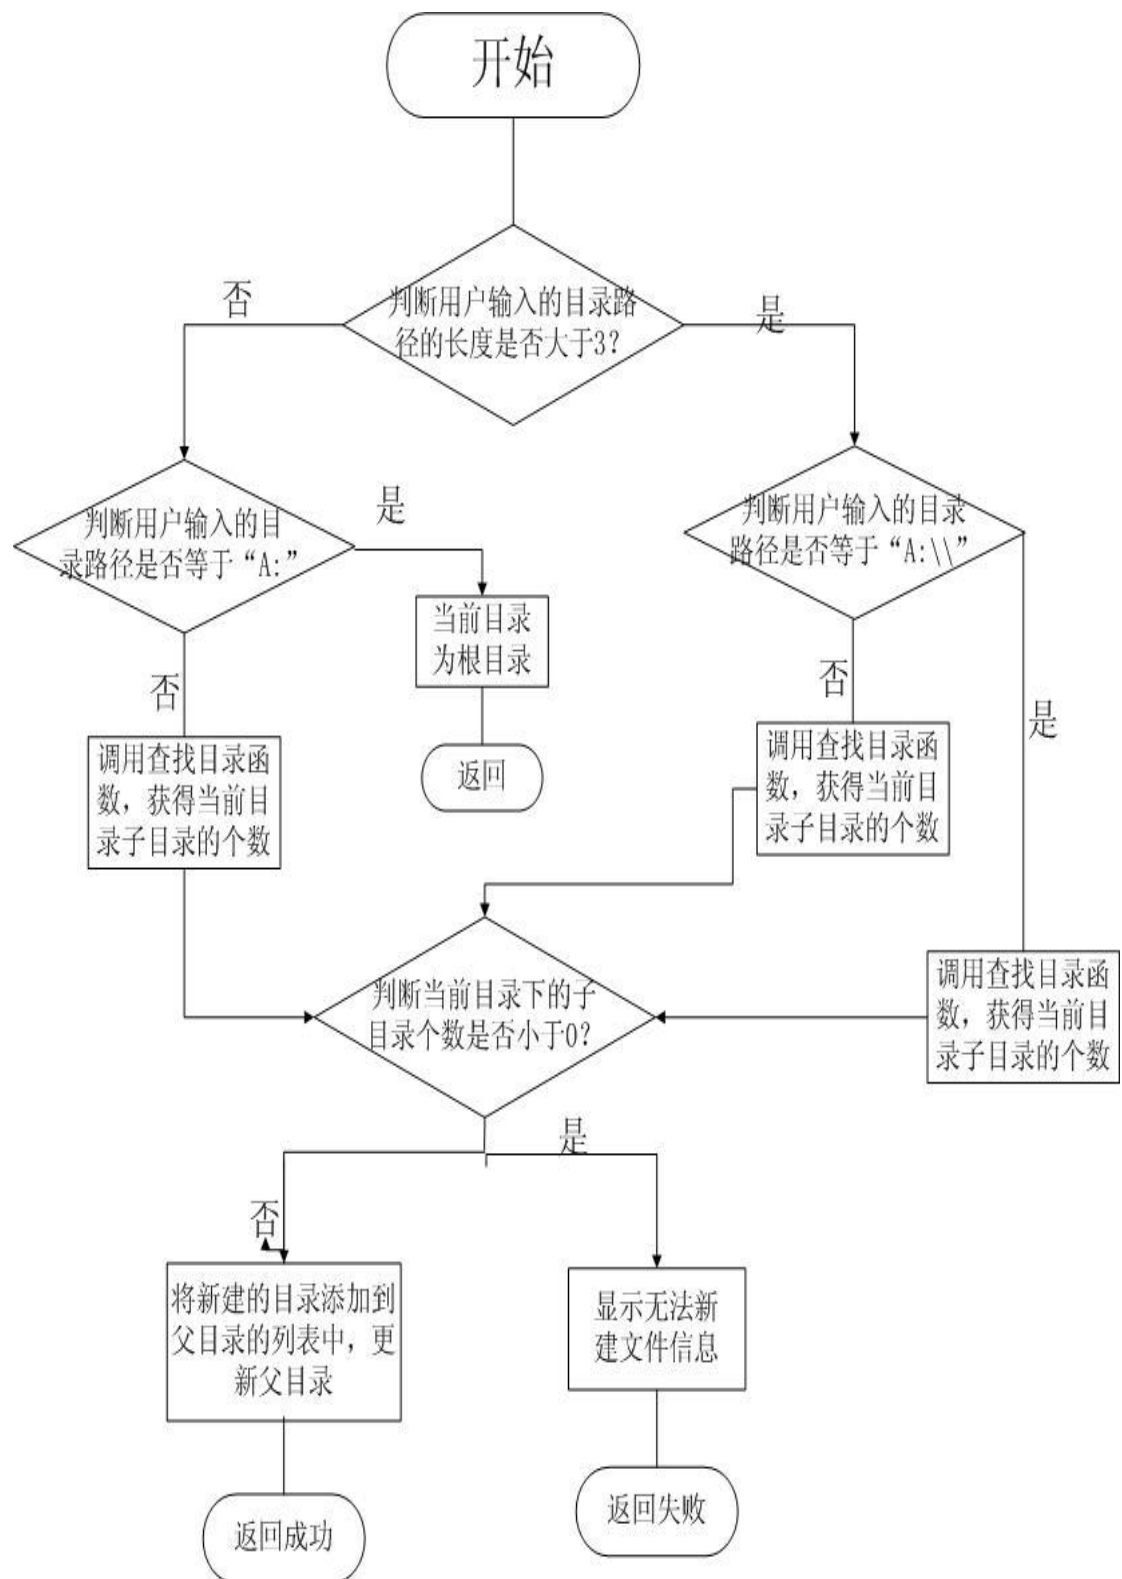 开始
否
是
判断用户输入的目录路
径的长度是否大于3？
判断用户输入的目
录路径是否等于“A:”
是
判断用户输入的目录
路径是否等于“A:\\”
当前目录
为根目录
否
否
是
调用查找目录函
数，获得当前目
录子目录的个数
返回
调用查找目录函
数，获得当前目
录子目录的个数
判断当前目录下的子
目录个数是否小于0？
调用查找目录函
数，获得当前目
录子目录的个数
是
否
将新建的目录添加到
父目录的列表中，更
新父目录
显示无法新
建文件信息
返回成功
返回失败